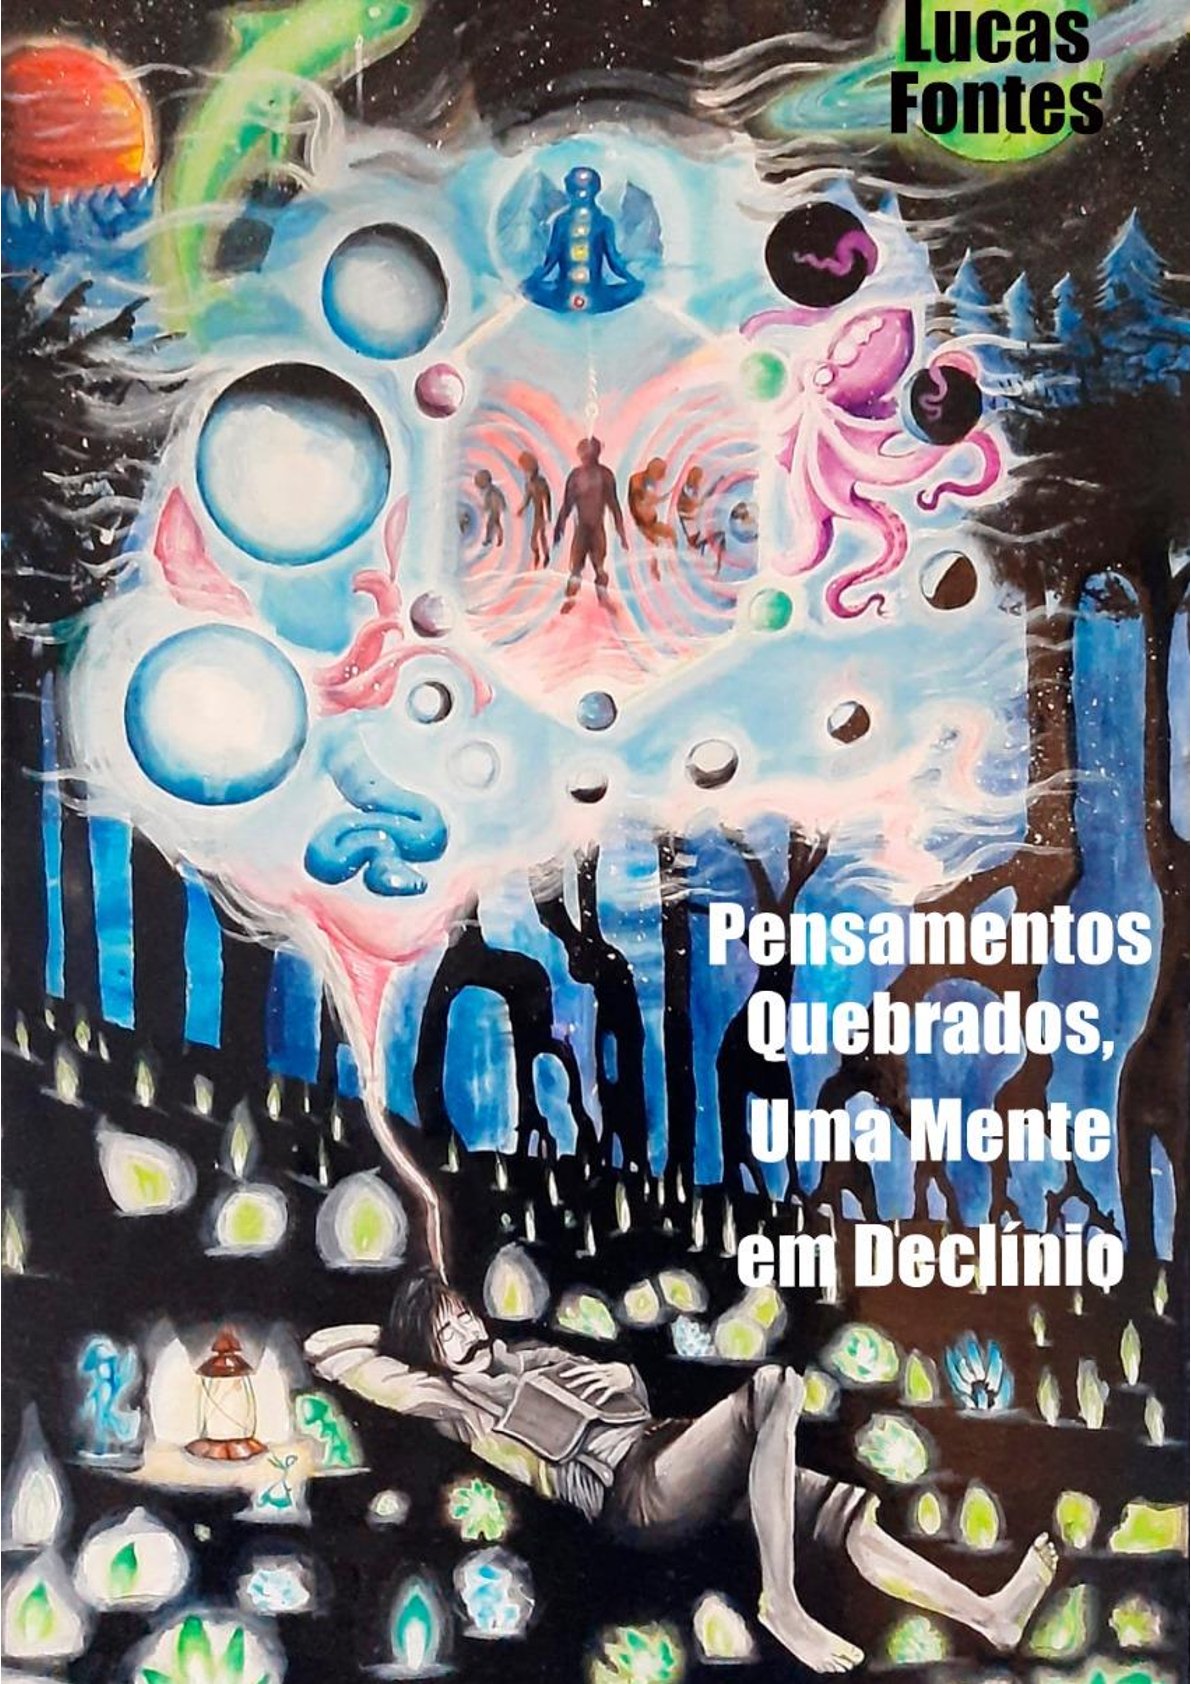 Lucas
Fontes
Pensamentos
Quebrados,
Uma Mente
em Declínio